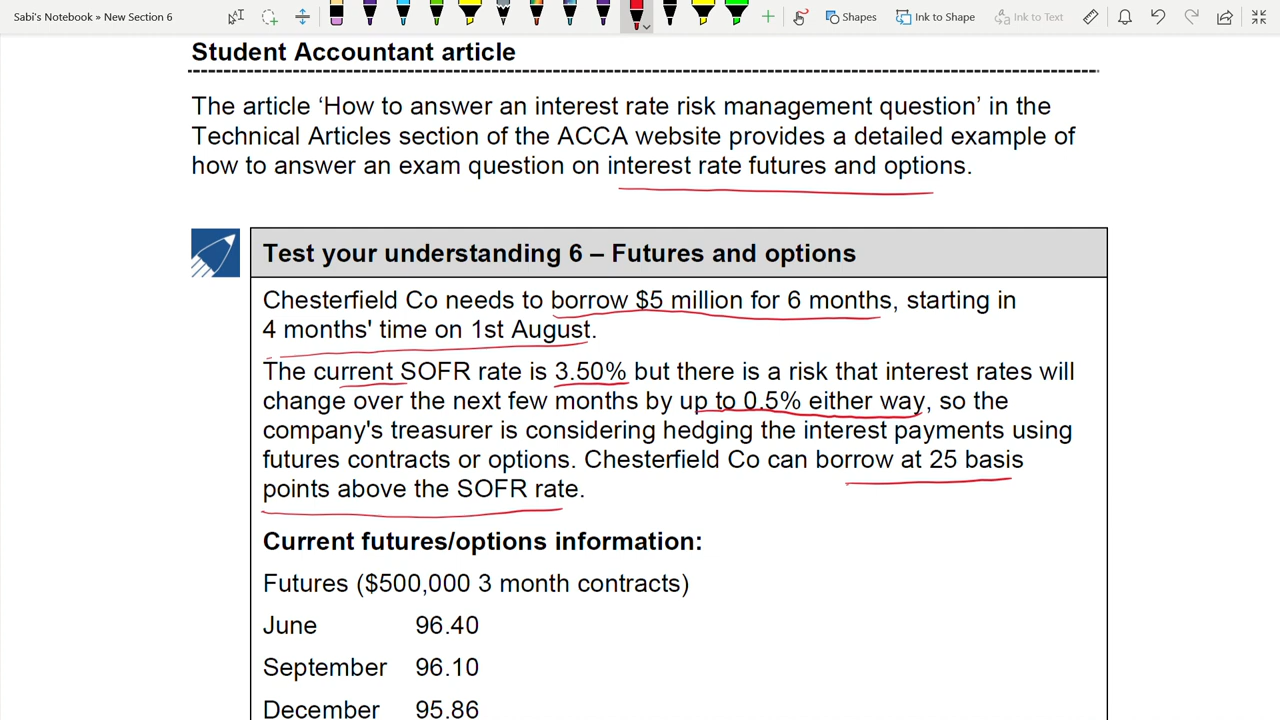 Sabi's Notebook » New Section 6
Shapes
Ink to Shape
Ink to Text
Student Accountant article
The article ‘How to answer an interest rate risk management question’ in the
Technical Articles section of the ACCA website provides a detailed example of
how to answer an exam question on interest rate futures and options.
Test your understanding 6 – Futures and options
Chesterfield Co needs to borrow $5 million for 6 months, starting in
4 months' time on 1st August.
The current SOFR rate is 3.50% but there is a risk that interest rates will
change over the next few months by up to 0.5% either way, so the
company's treasurer is considering hedging the interest payments using
futures contracts or options. Chesterfield Co can borrow at 25 basis
points above the SOFR rate.
Current futures/options information:
Futures ($500,000 3 month contracts)
June 96.40
September 96.10
December 95.86